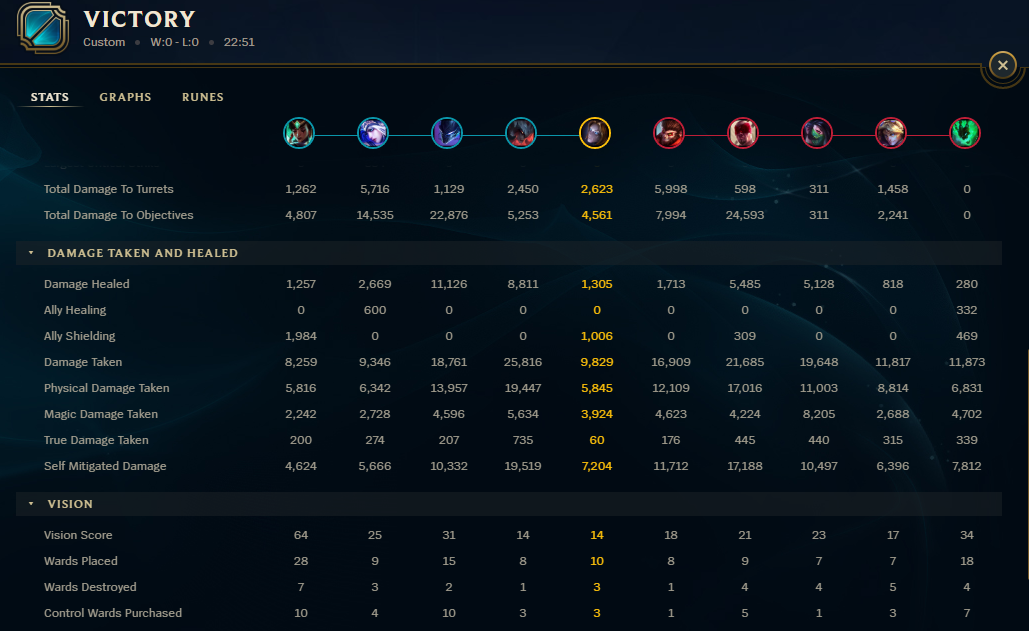 VICTORY
Custom • W:0 - L:0 • 22:51
STATS GRAPHS RUNES
Total Damage To Turrets 1,262 5,716 1,129 2,450 2,623 5,998 598 311 1,458 0
Total Damage To Objectives 4,807 14,535 22,876 5,253 4,561 7,994 24,593 311 2,241 0
DAMAGE TAKEN AND HEALED
Damage Healed 1,257 2,669 11,126 8,811 1,305 1,713 5,485 5,128 818 280
Ally Healing 0 600 0 0 0 0 0 0 0 332
Ally Shielding 1,984 0 0 0 1,006 0 309 0 0 469
Damage Taken 8,259 9,346 18,761 25,816 9,829 16,909 21,685 19,648 11,817 11,873
Physical Damage Taken 5,816 6,342 13,957 19,447 5,845 12,109 17,016 11,003 8,814 6,831
Magic Damage Taken 2,242 2,728 4,596 5,634 3,924 4,623 4,224 8,205 2,688 4,702
True Damage Taken 200 274 207 735 60 176 445 440 315 339
Self Mitigated Damage 4,624 5,666 10,332 19,519 7,204 11,712 17,188 10,497 6,396 7,812
VISION
Vision Score 64 25 31 14 14 18 21 23 17 34
Wards Placed 28 9 15 8 10 8 9 7 7 18
Wards Destroyed 7 3 2 1 3 1 4 4 5 4
Control Wards Purchased 10 4 10 3 3 1 5 1 3 7